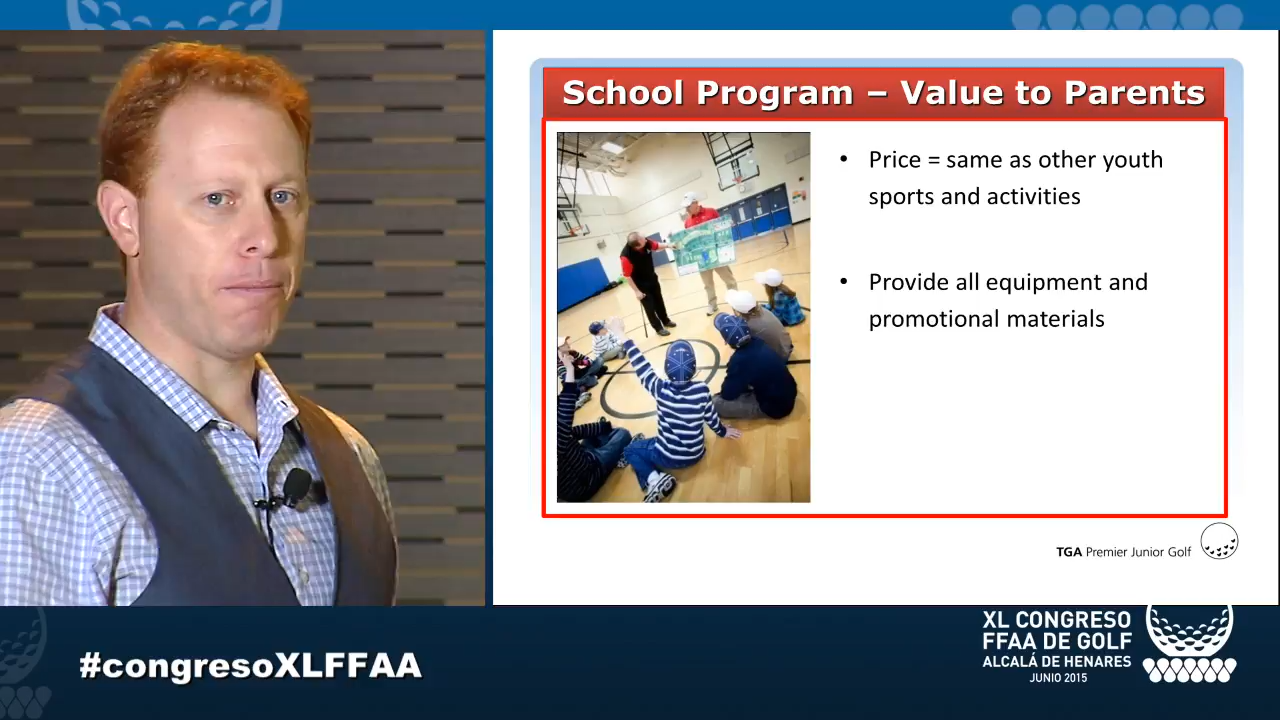 School Program – Value to Parents
• Price = same as other youth
sports and activities
• Provide all equipment and
promotional materials
TGA Premier Junior Golf
#congresoXLFFAA
XL CONGRESO
FFAA DE GOLF
ALCALÁ DE HENARES
JUNIO 2015